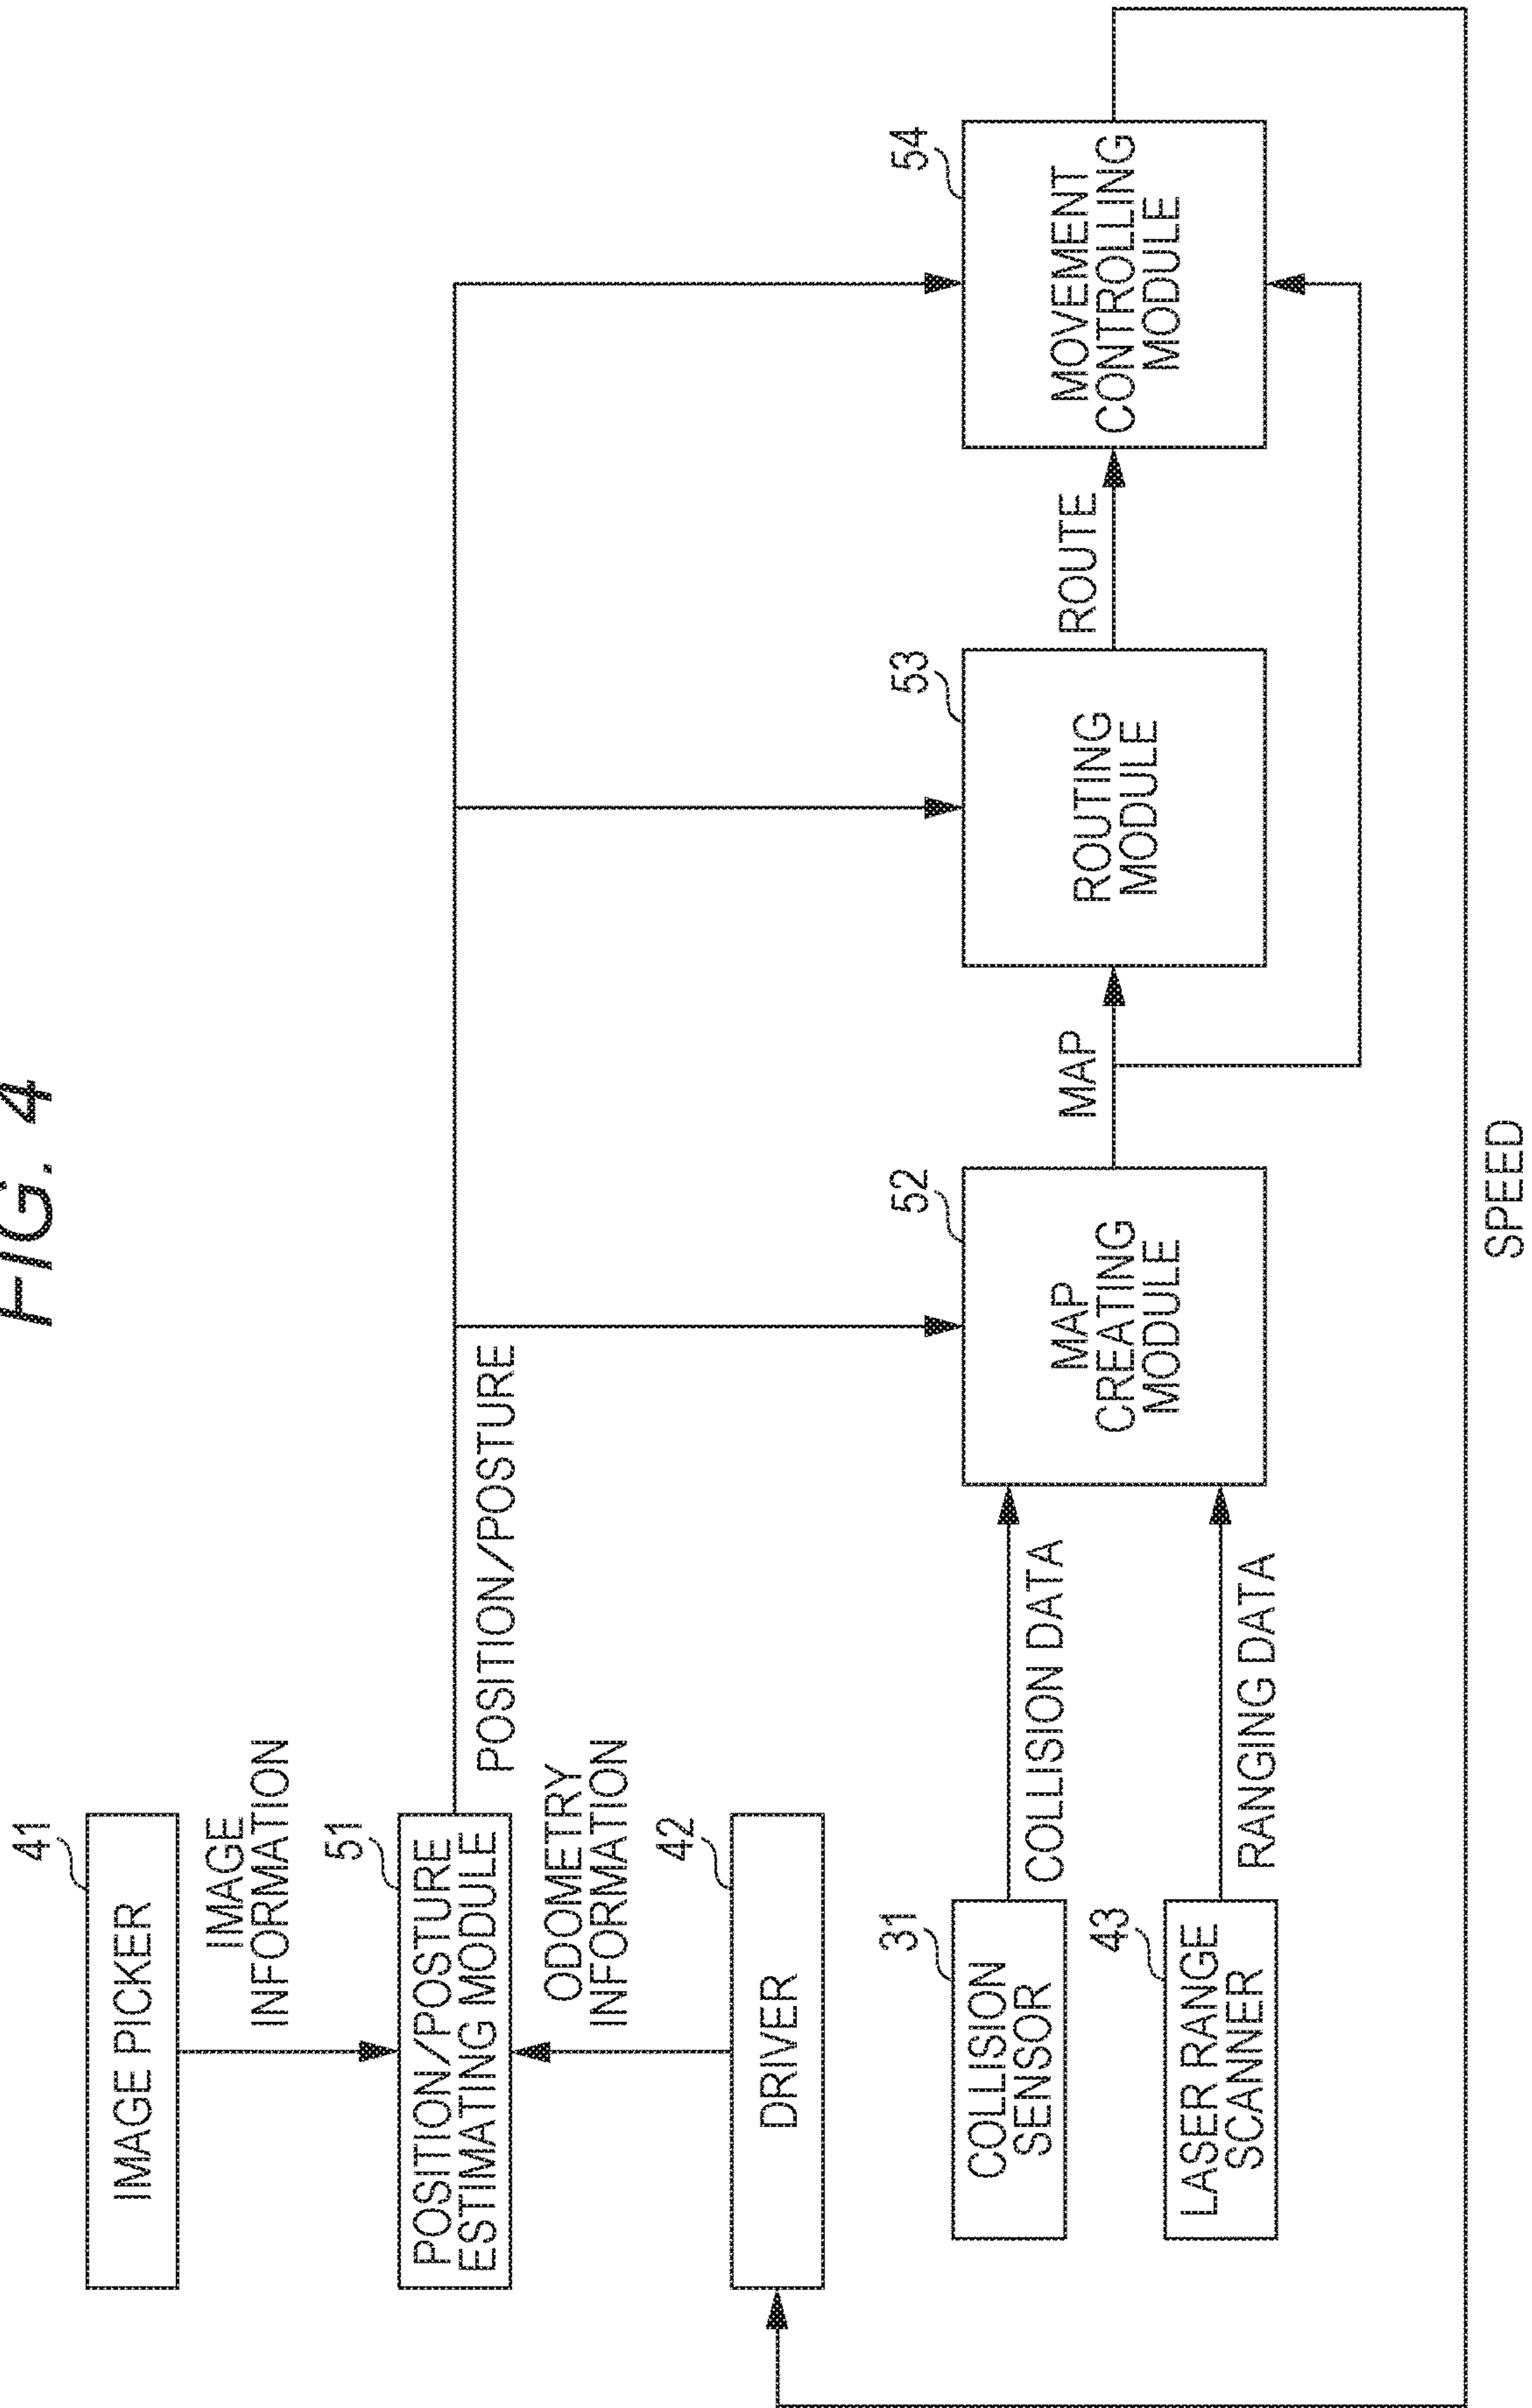 FIG. 4
41
IMAGE PICKER
IMAGE
INFORMATION
51
POSITION/POSTURE
ESTIMATING MODULE
POSITION/POSTURE
ODOMETRY
INFORMATION
42
DRIVER
31
COLLISION
SENSOR
COLLISION DATA
43
LASER RANGE
SCANNER
RANGING DATA
52
MAP
CREATING
MODULE
MAP
53
ROUTING
MODULE
ROUTE
54
MOVEMENT
CONTROLLING
MODULE
SPEED